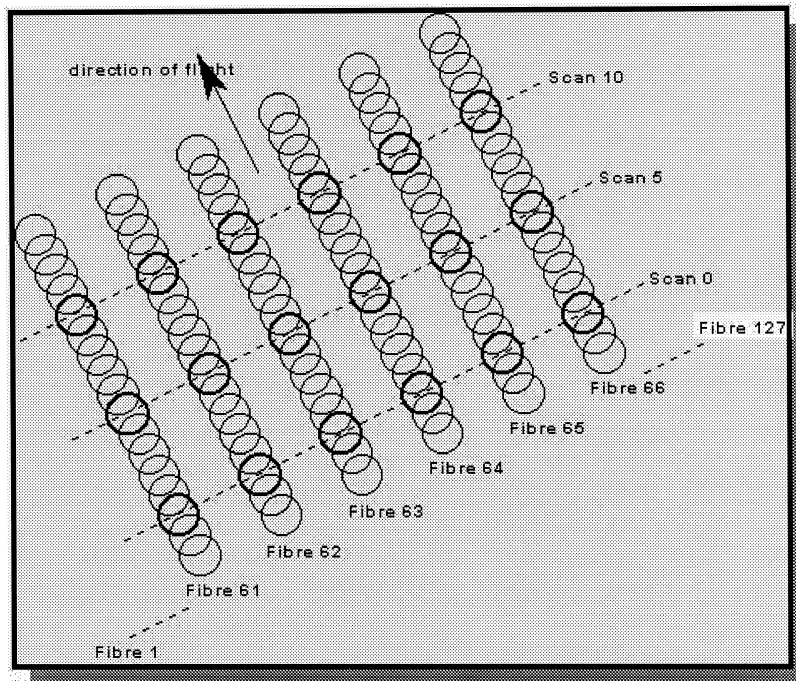 direction of flight
Scan 10
Scan 5
Scan 0
Fibre 127
Fibre 66
Fibre 65
Fibre 64
Fibre 63
Fibre 62
Fibre 61
Fibre 1